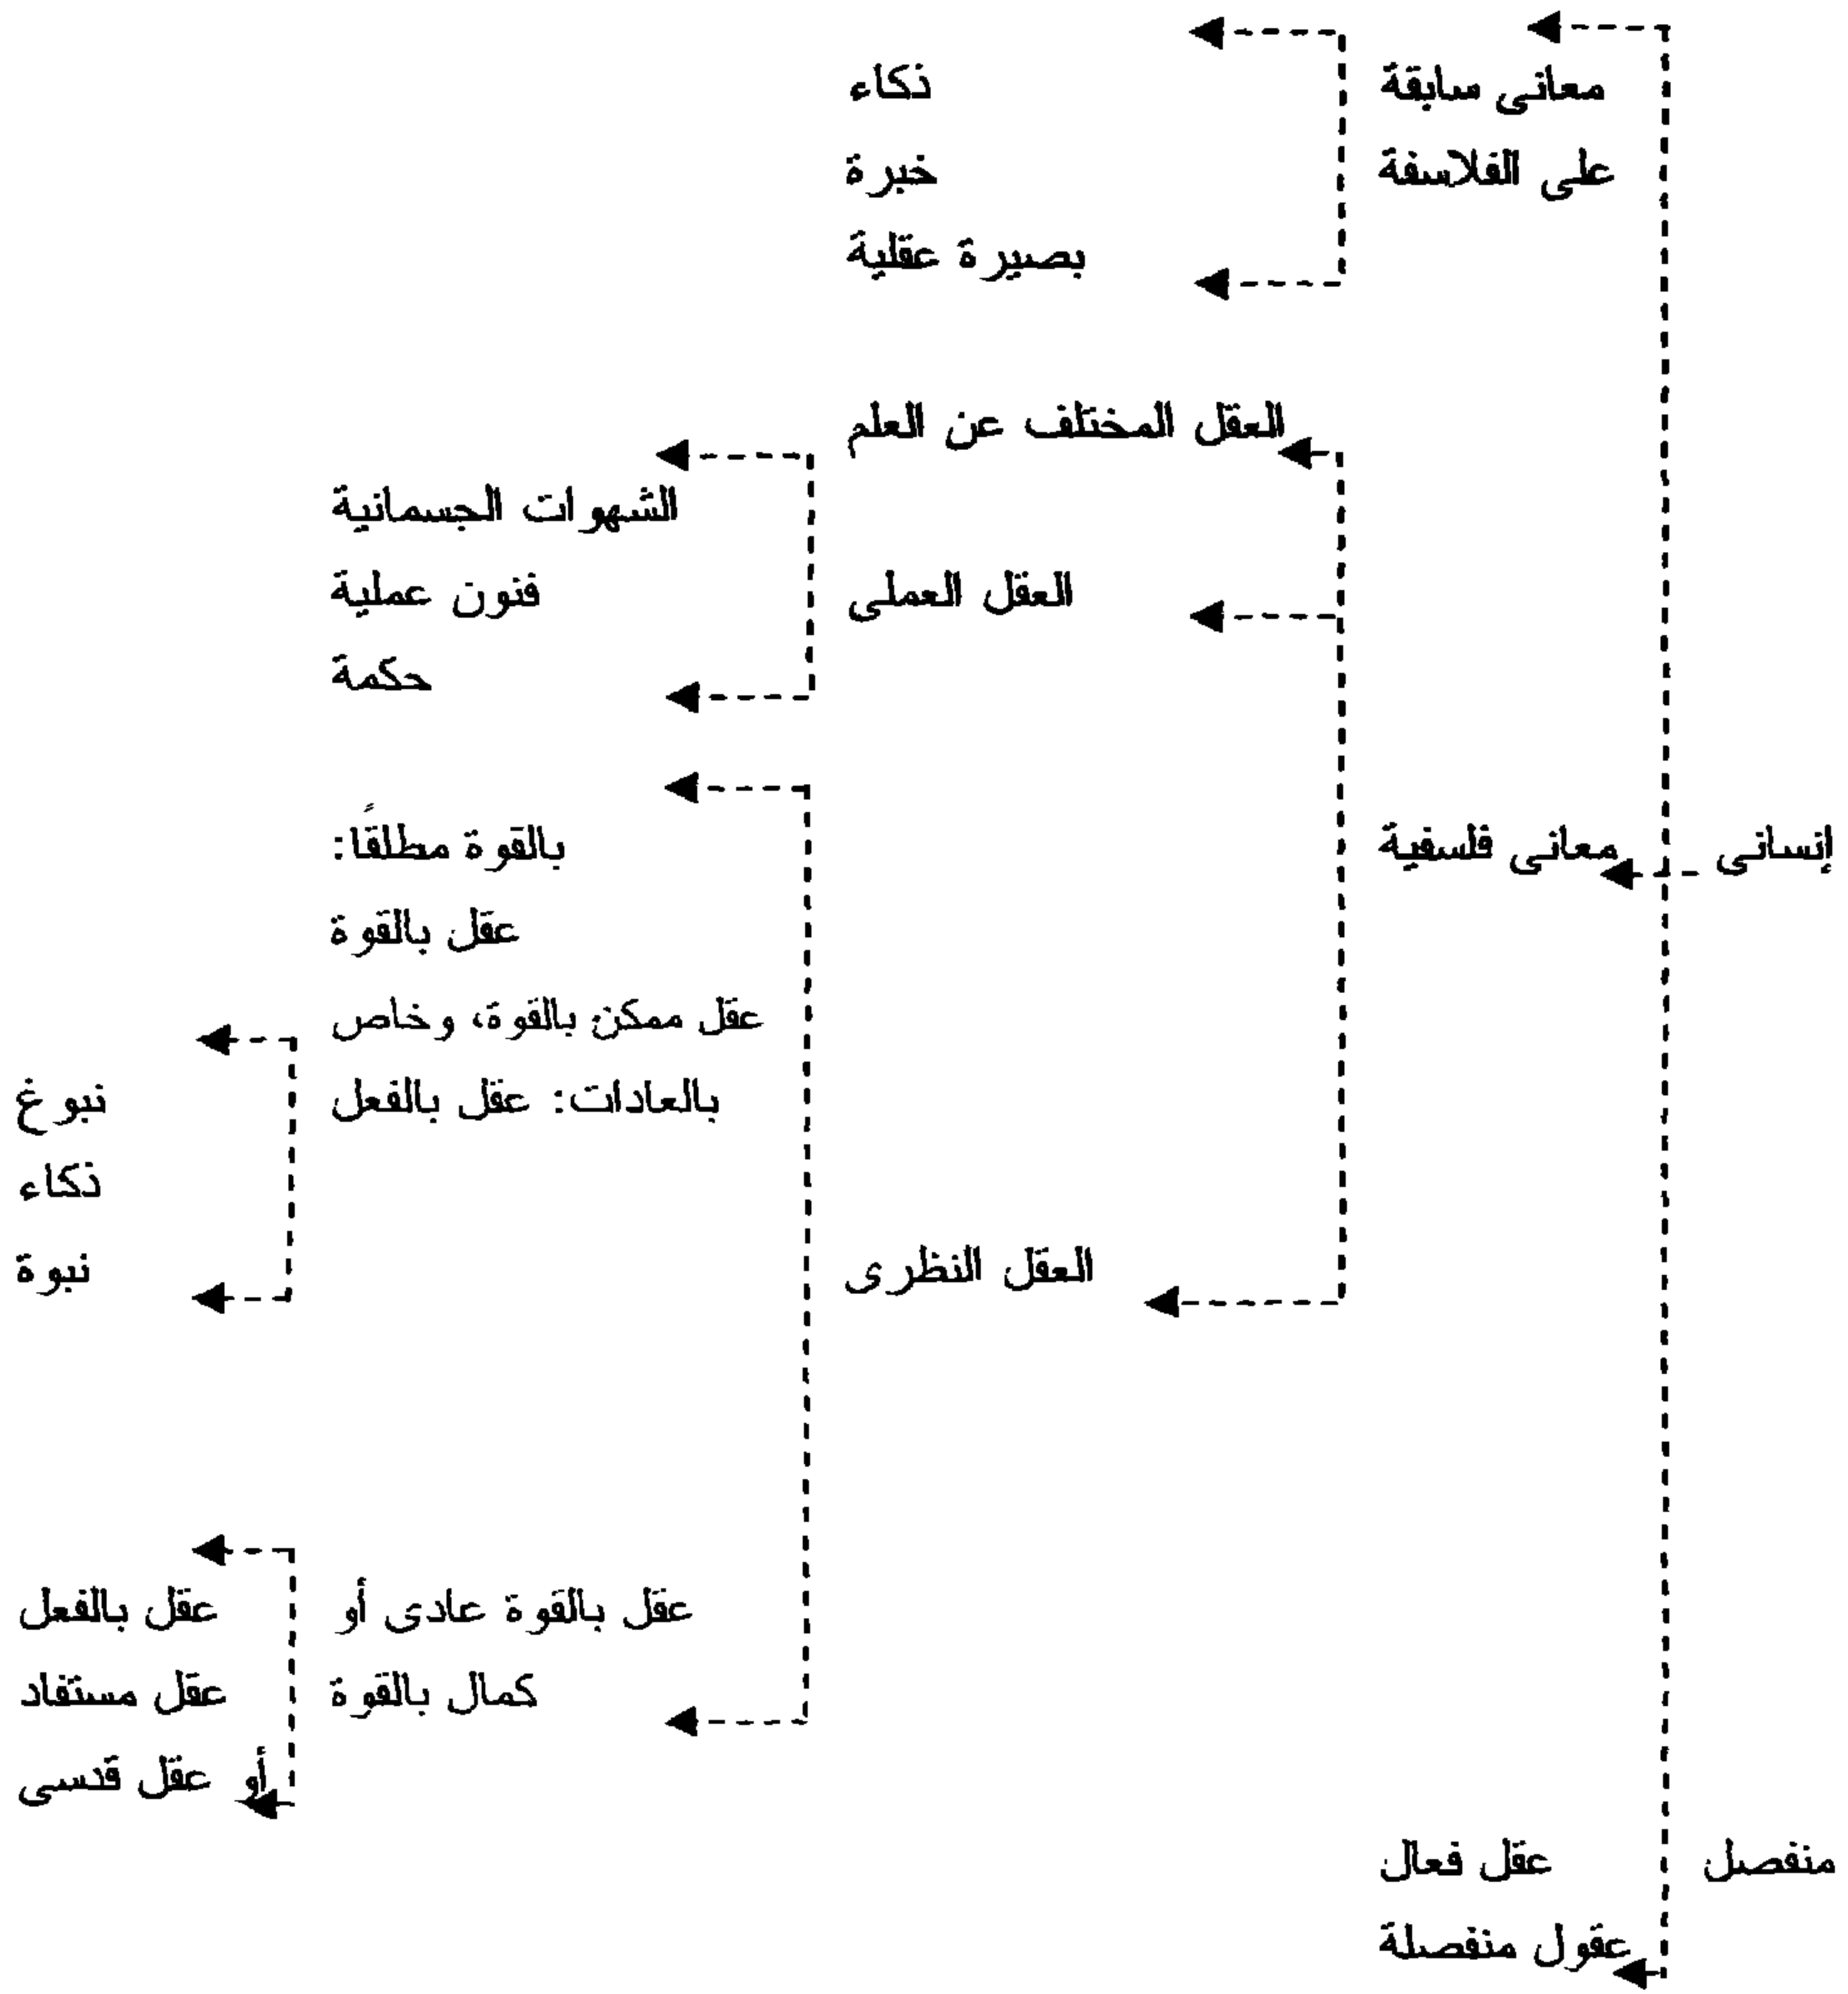 معانى سابقة
على الفلاسفة
ذكاء
خبرة
بصيرة عقلية
إنسانى
معانى فلسفية
العقل المختلف عن العلم
العقل العملى
الشهوات الجسمانية
فنون عملية
حكمة
العقل النظرى
بالقوة مطلقًا:
عقل بالقوة
عقل ممكن بالقوة، وخاص
بالعادات: عقل بالفعل
نبوغ
ذكاء
نبوة
عقل بالقوة عادى أو
كمال بالقوة
عقل بالفعل
عقل مستفاد
أو عقل قدسى
منفصل
عقل فعال
عقول منفصلة